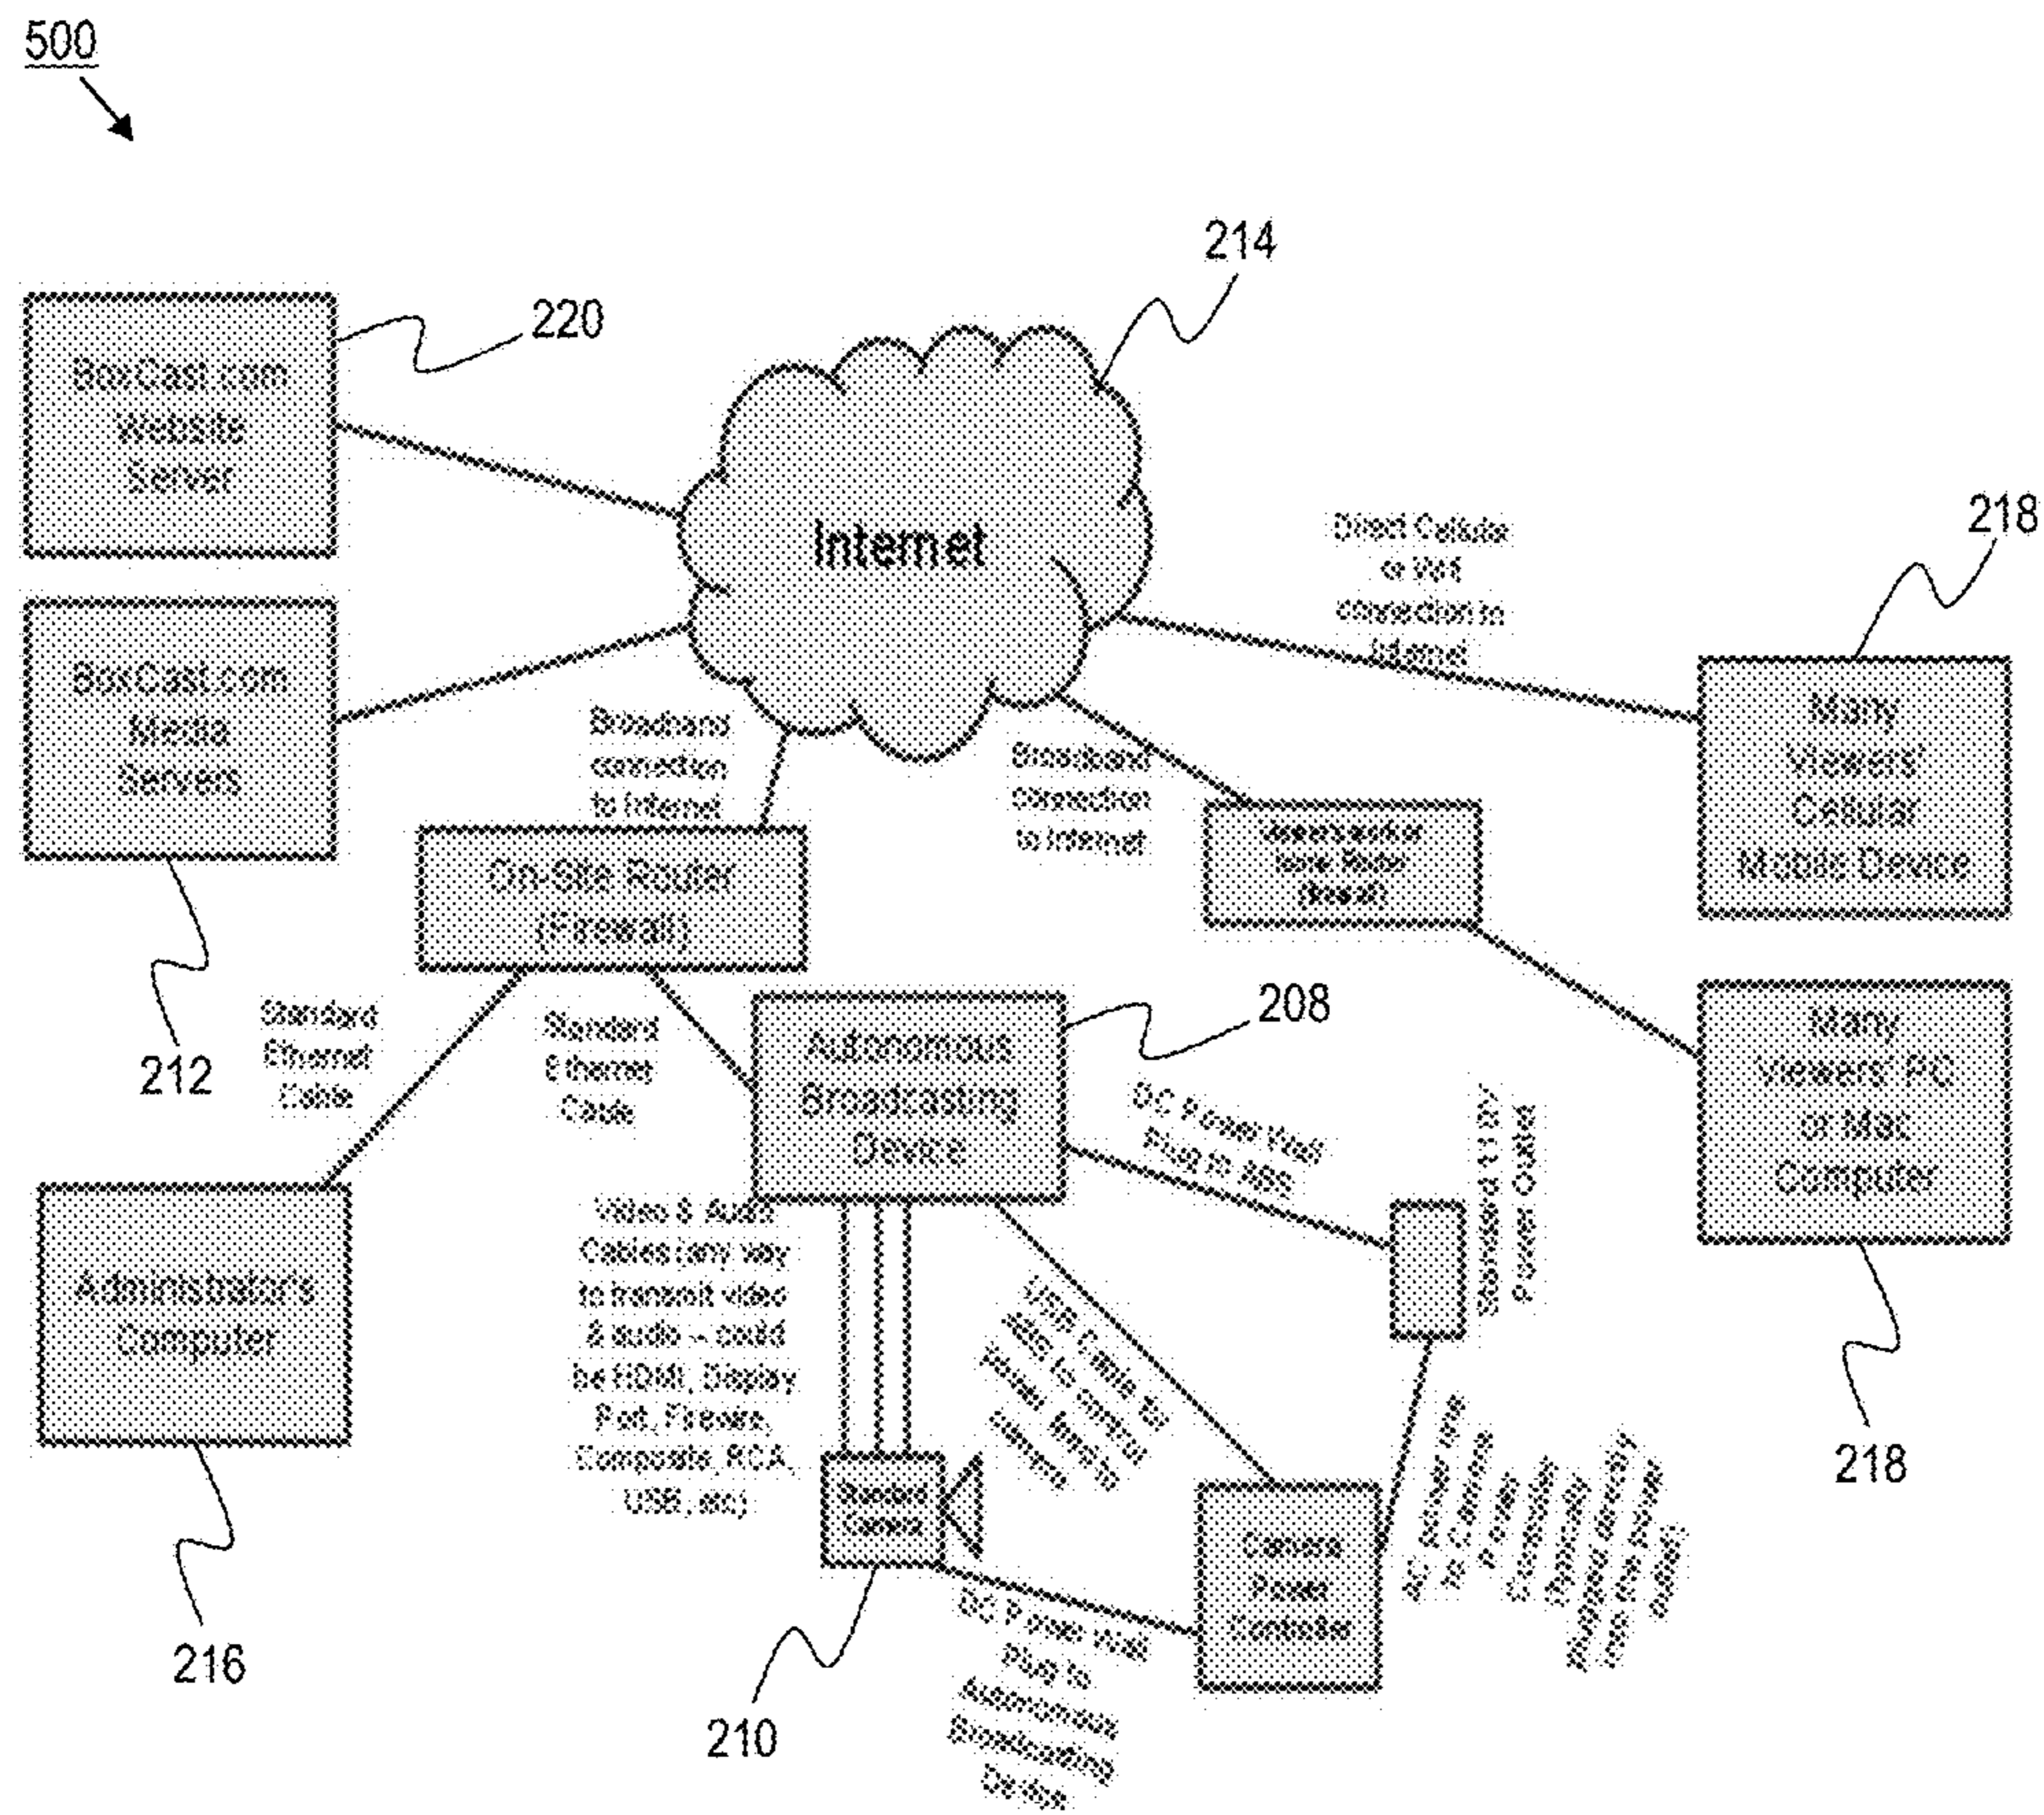 500
214
220
BoxCast.com
Website
Server
Internet
218
Direct Cellular
or Wifi
connection to
Internet
BoxCast.com
Media
Servers
Many
Viewers'
Cellular
Mobile Device
Broadband
connection
to Internet
Broadband
connection
to Internet
Home Router
(firewall)
On-Site Router
(Firewall)
208
212
Standard
Ethernet
Cable
Standard
Ethernet
Cable
Autonomous
Broadcasting
Device
Many
Viewers' PC
or Mac
Computer
DC Power Wall
Plug to ABS
Standard 110V
Power Outlet
Administrator's
Computer
Video & Audio
Cables (any way
to transmit video
& audio - could
be HDMI, Display
Port, Firewire,
Composite, RCA,
USB, etc)
USB Cable
to Control
Power
Standard
Camera
Camera
Power
Controller
218
216
210
DC Power Wall
Plug to
Autonomous
Broadcasting
Device